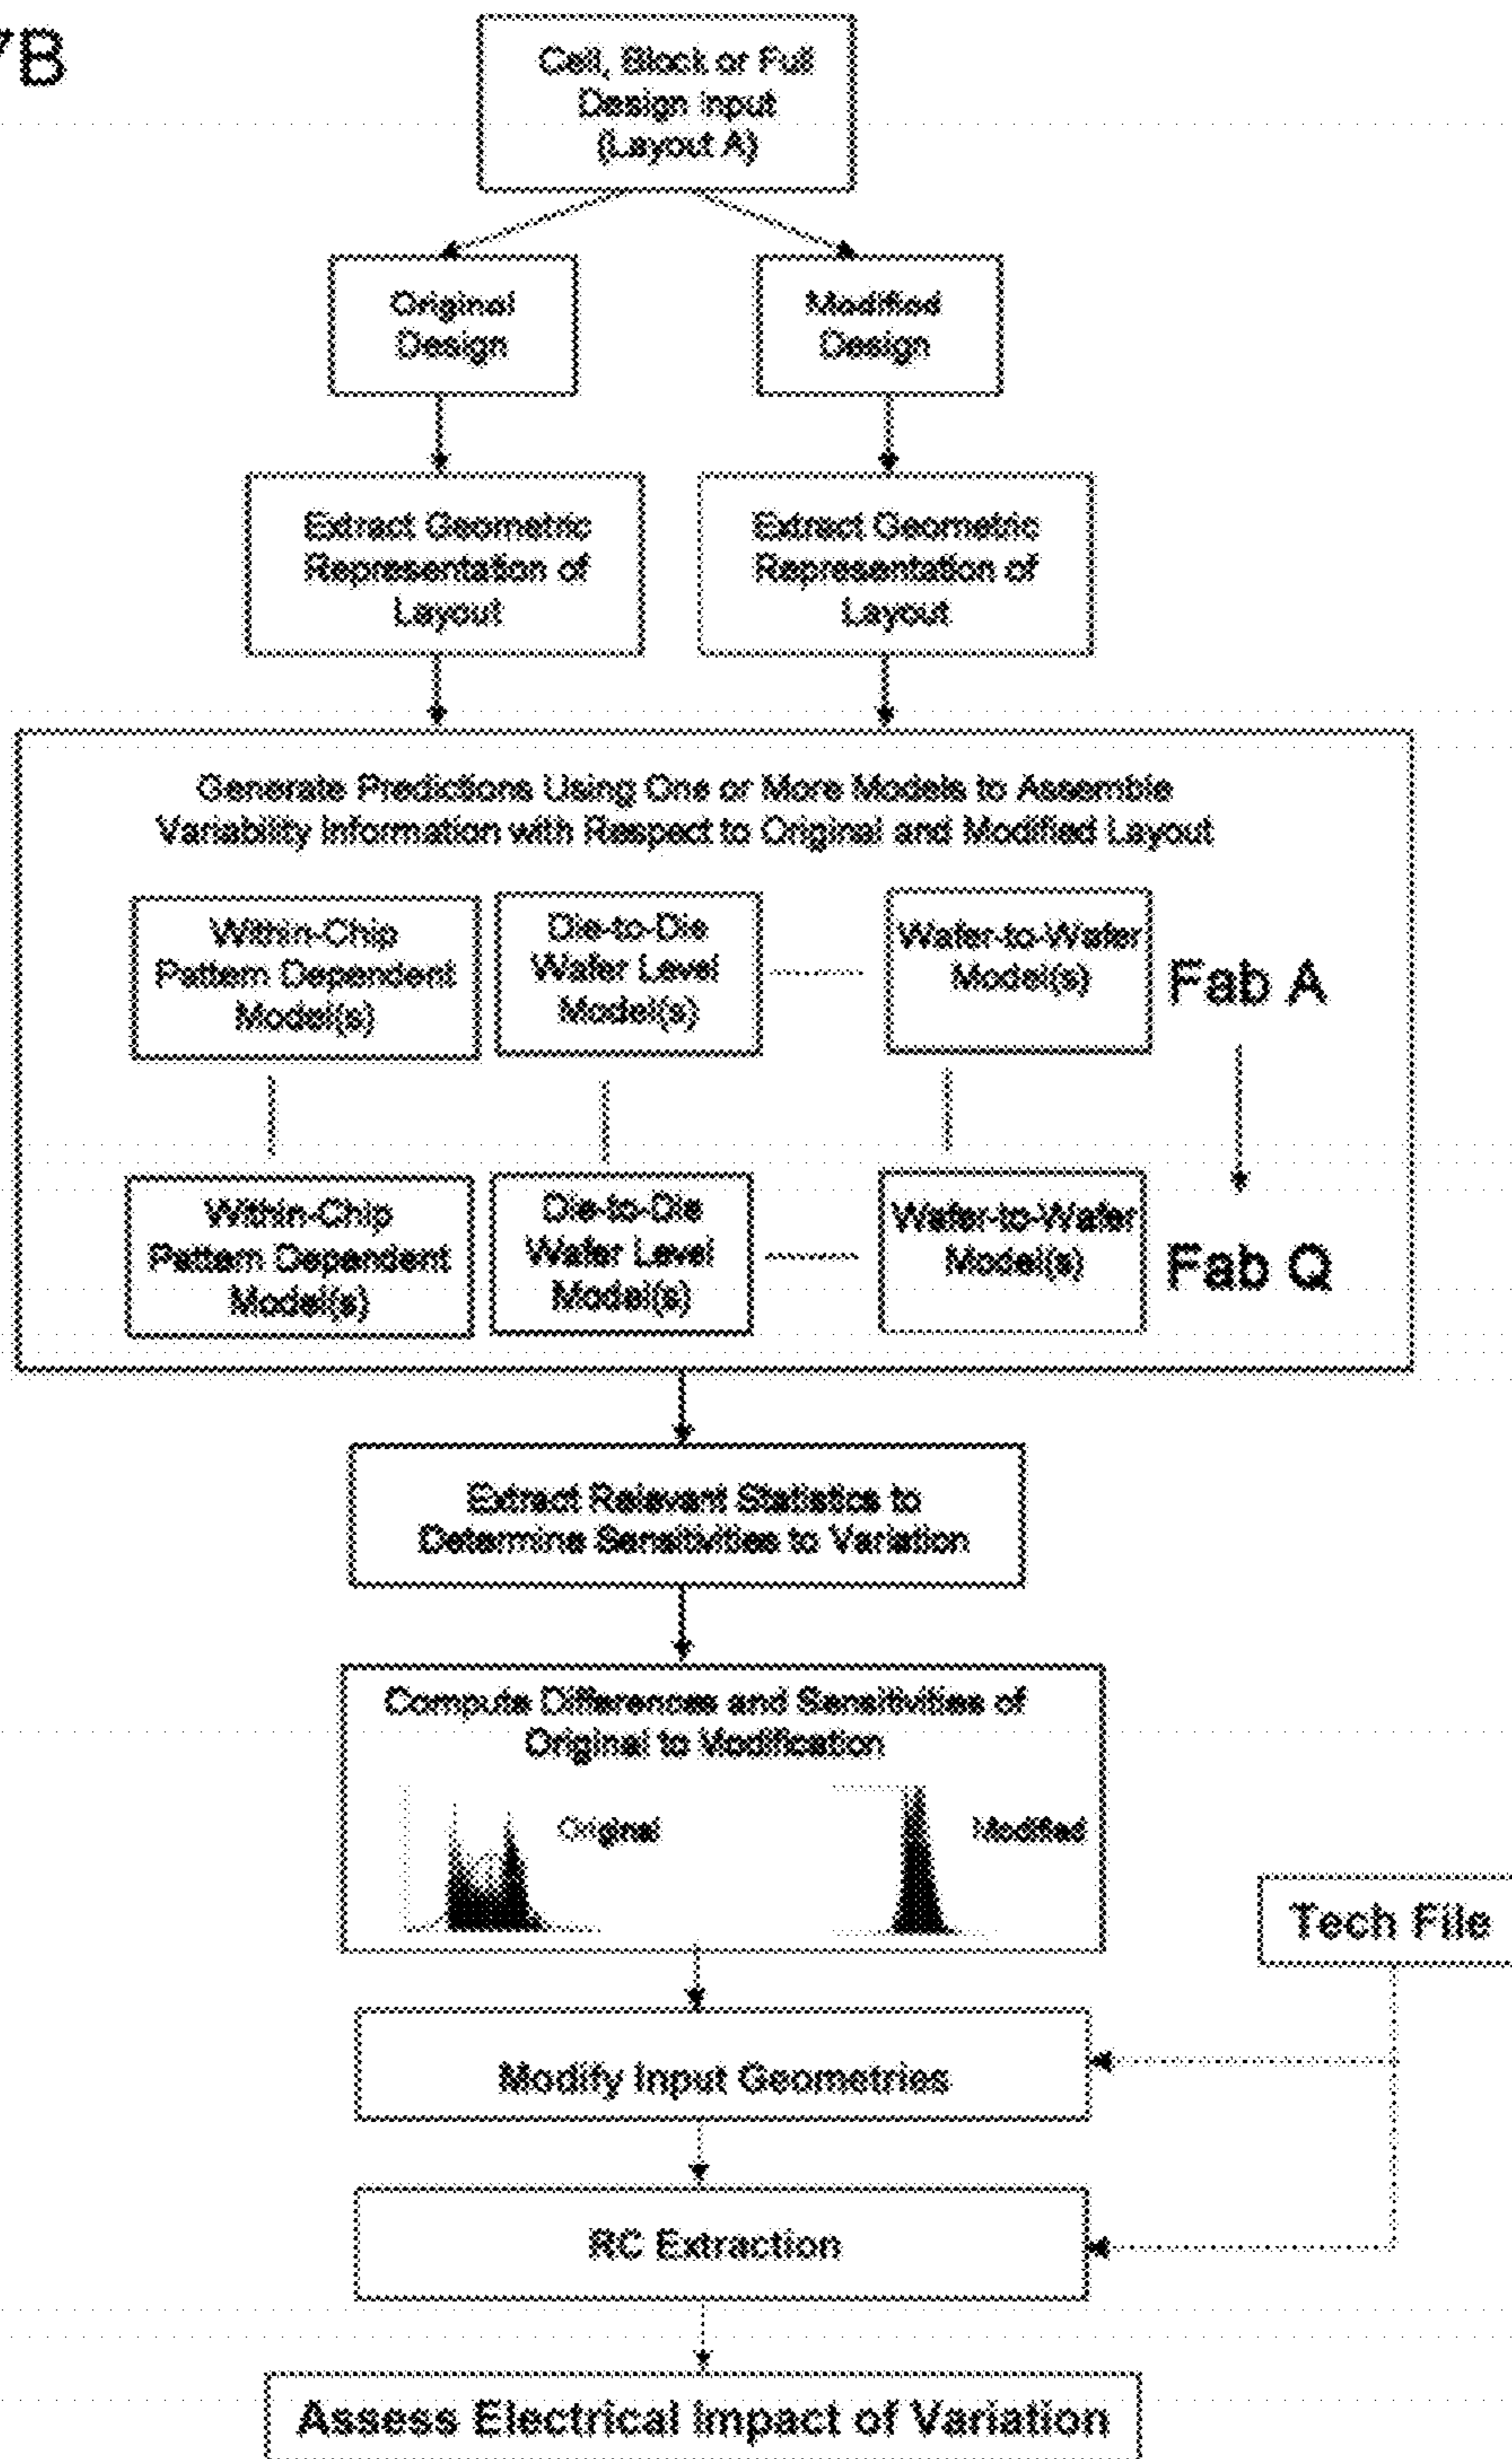 7B
Cell, Block or Full
Design Input
(Layout A)
Original
Design
Modified
Design
Extract Geometric
Representation of
Layout
Extract Geometric
Representation of
Layout
Generate Predictions Using One or More Models to Assemble
Variability Information with Respect to Original and Modified Layout
Within-Chip
Pattern Dependent
Model(s)
Die-to-Die
Wafer Level
Model(s)
Wafer-to-Wafer
Model(s)
Fab A
Within-Chip
Pattern Dependent
Model(s)
Die-to-Die
Wafer Level
Model(s)
Wafer-to-Wafer
Model(s)
Fab Q
Extract Relevant Statistics to
Determine Sensitivities to Variation
Compute Differences and Sensitivities of
Original to Modification
Original
Modified
Tech File
Modify Input Geometries
RC Extraction
Assess Electrical Impact of Variation